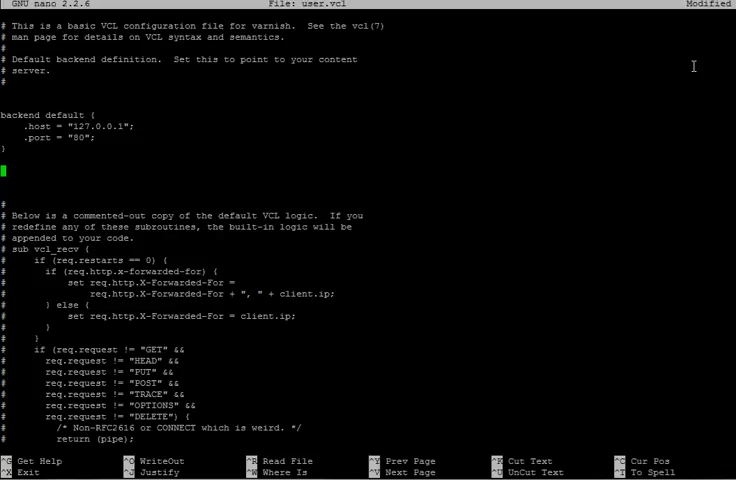 GNU nano 2.2.6 File: user.vcl Modified
# This is a basic VCL configuration file for varnish.  See the vcl(7)
# man page for details on VCL syntax and semantics.
#
# Default backend definition.  Set this to point to your content
# server.
#
backend default {
    .host = "127.0.0.1";
    .port = "80";
}
#
# Below is a commented-out copy of the default VCL logic.  If you
# redefine any of these subroutines, the built-in logic will be
# appended to your code.
# sub vcl_recv {
#     if (req.restarts == 0) {
#       if (req.http.x-forwarded-for) {
#           set req.http.X-Forwarded-For =
#               req.http.X-Forwarded-For + ", " + client.ip;
#       } else {
#           set req.http.X-Forwarded-For = client.ip;
#       }
#     }
#     if (req.request != "GET" &&
#       req.request != "HEAD" &&
#       req.request != "PUT" &&
#       req.request != "POST" &&
#       req.request != "TRACE" &&
#       req.request != "OPTIONS" &&
#       req.request != "DELETE") {
#         /* Non-RFC2616 or CONNECT which is weird. */
#         return (pipe);
^G Get Help ^O WriteOut ^R Read File ^Y Prev Page ^K Cut Text ^C Cur Pos
^X Exit ^J Justify ^W Where Is ^V Next Page ^U UnCut Text ^T To Spell